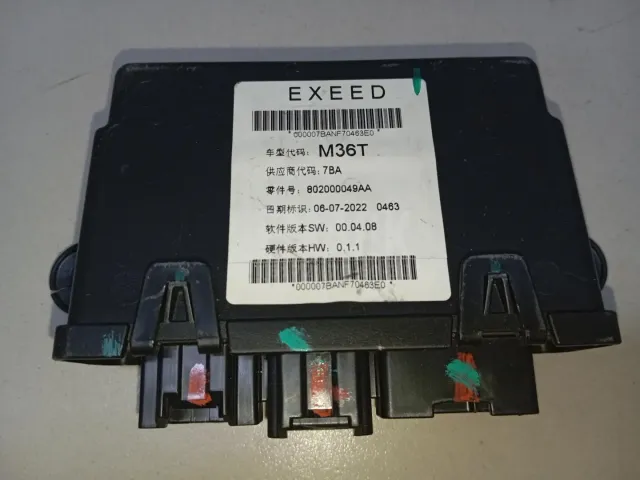 EXEED
*000007BANF70463E0*
车型代码: M36T
供应商代码: 7BA
零件号: 802000049AA
日期标识: 06-07-2022 0463
软件版本SW: 00.04.08
硬件版本HW: 0.1.1
*000007BANF70463E0*